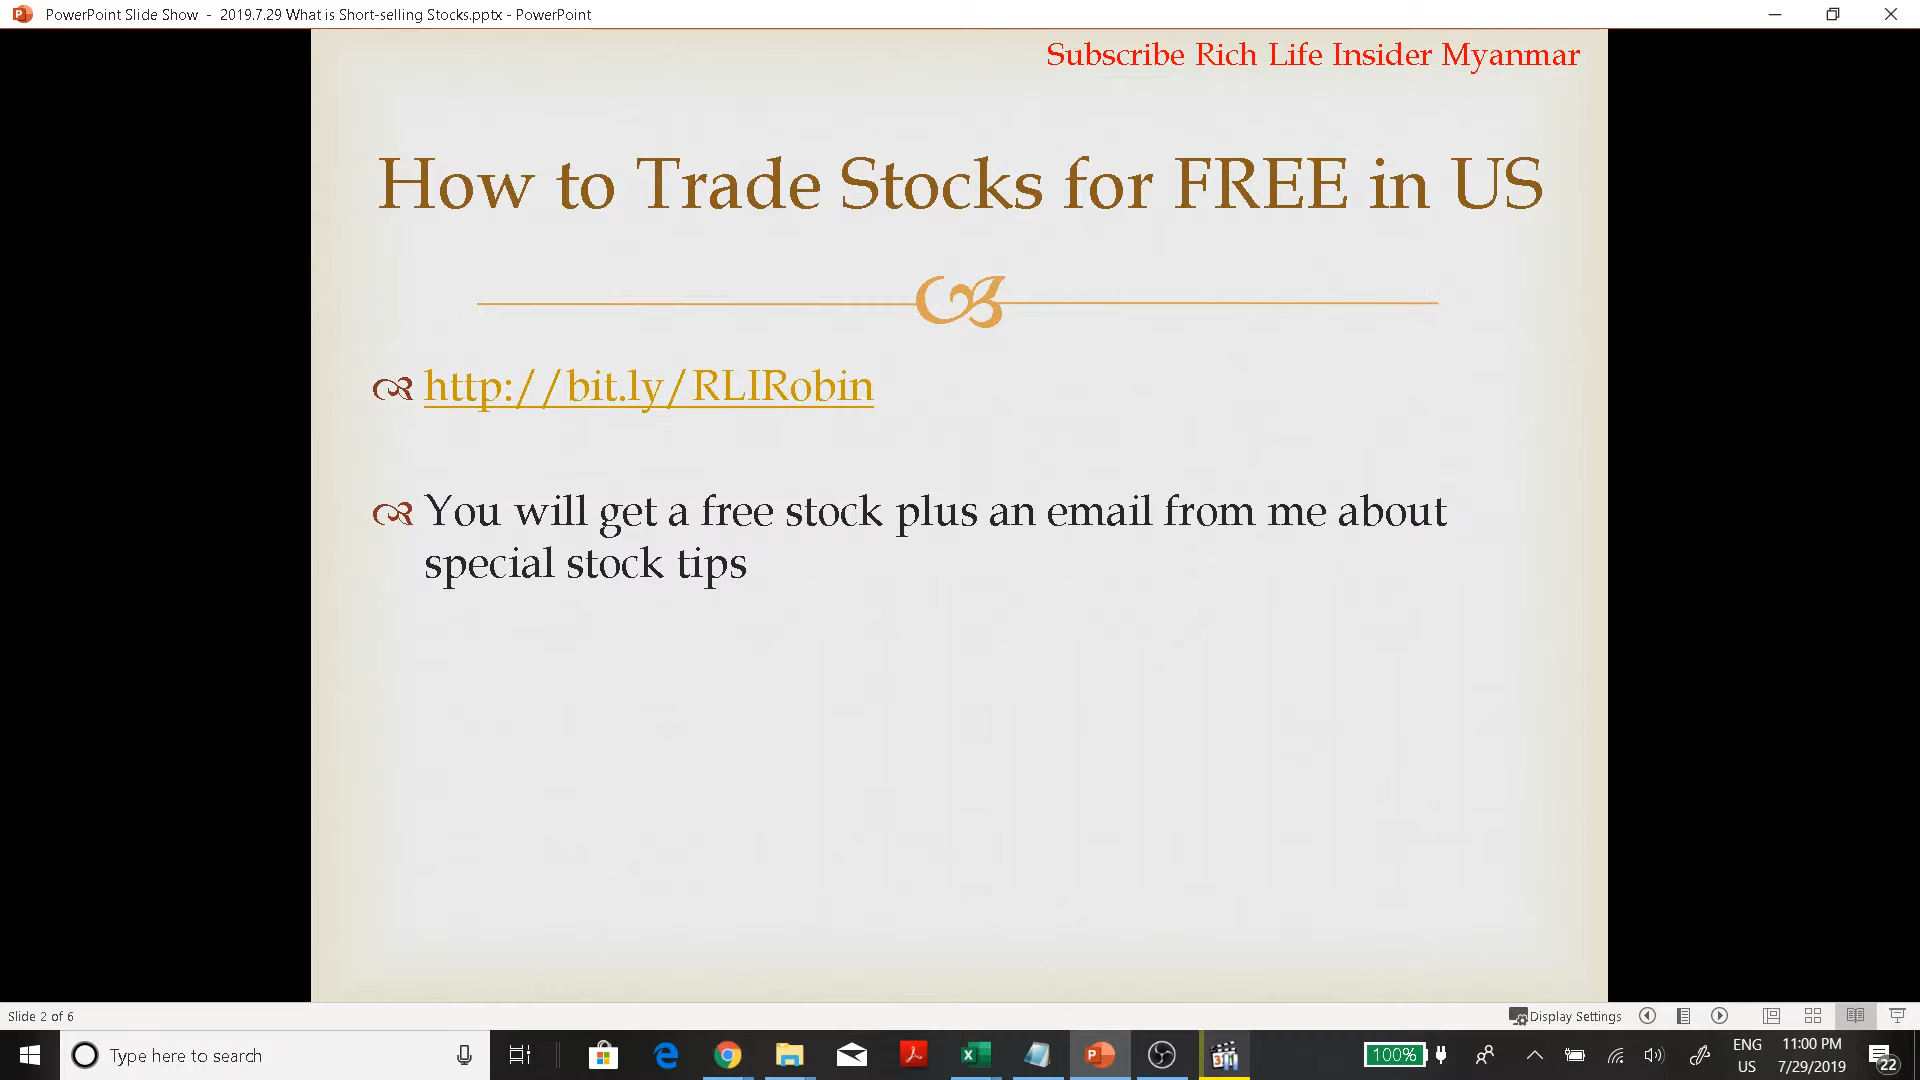 PowerPoint Slide Show - 2019.7.29 What is Short-selling Stocks.pptx - PowerPoint
Subscribe Rich Life Insider Myanmar
How to Trade Stocks for FREE in US
http://bit.ly/RLIRobin
You will get a free stock plus an email from me about
special stock tips
Slide 2 of 6
Display Settings
Type here to search
100%
ENG
US
11:00 PM
7/29/2019
22